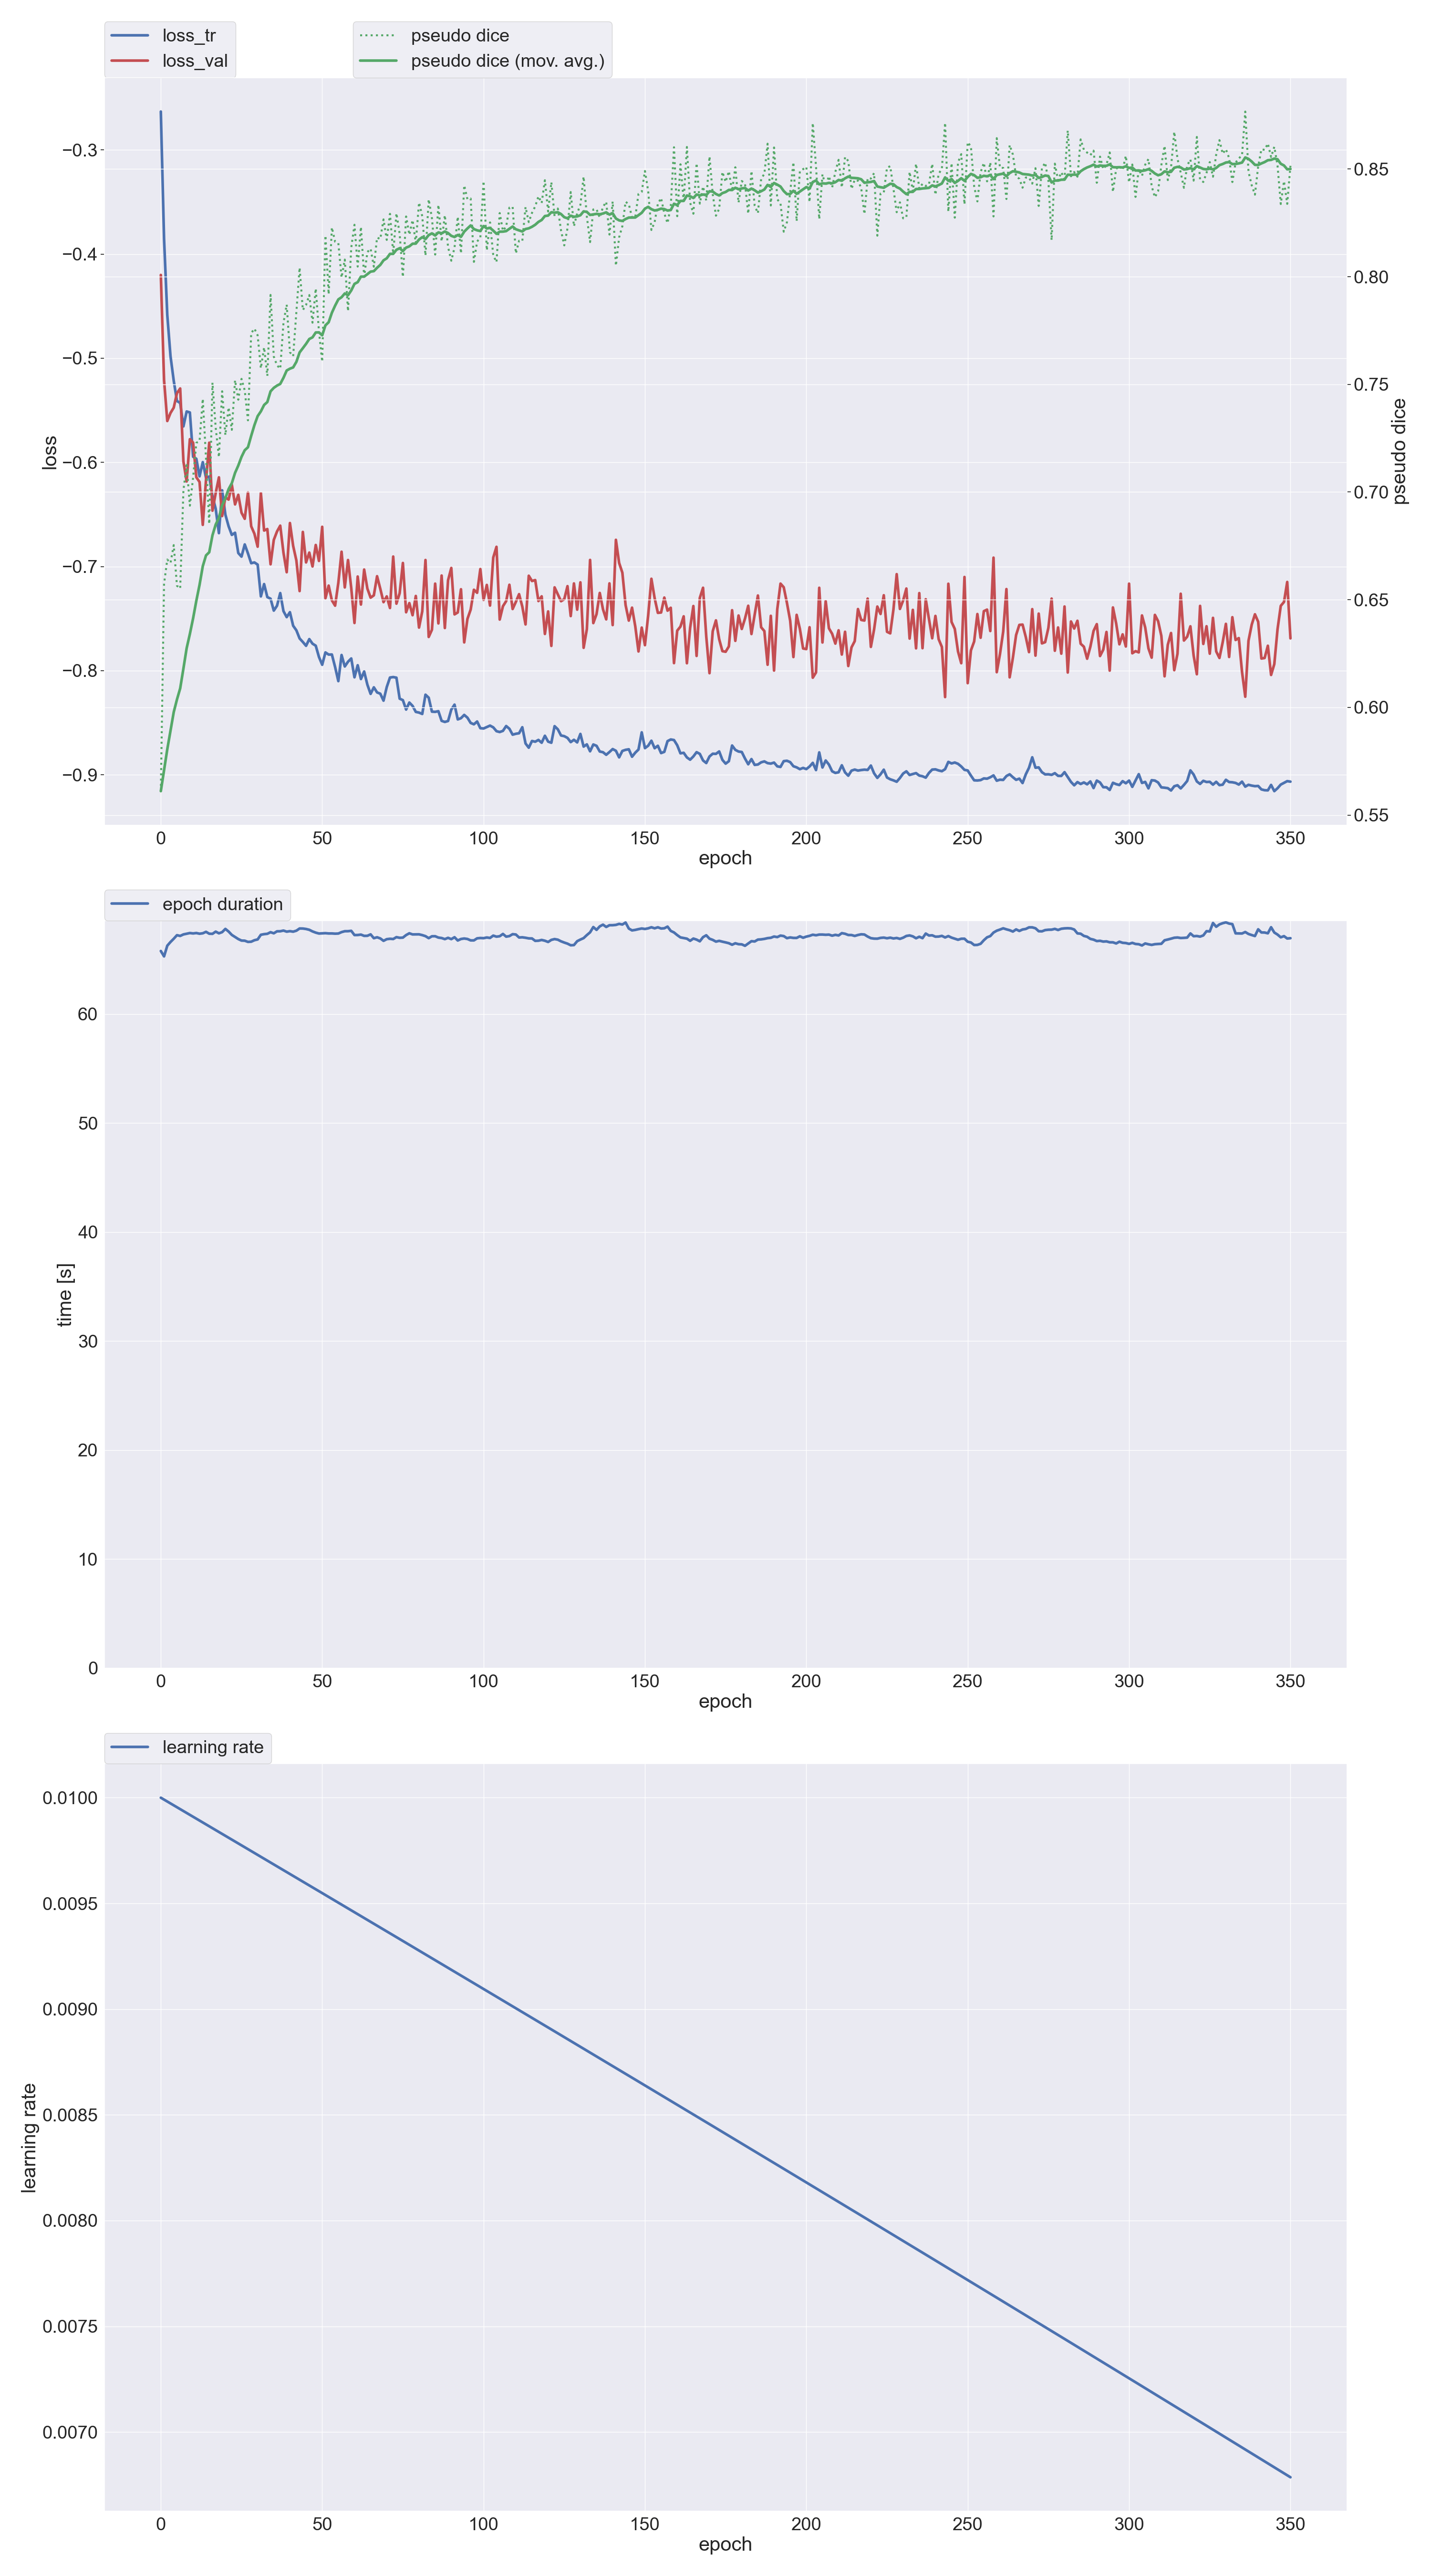 loss_tr
loss_val
pseudo dice
pseudo dice (mov. avg.)
−0.3
−0.4
−0.5
−0.6
−0.7
−0.8
−0.9
loss
0.85
0.80
0.75
0.70
0.65
0.60
0.55
pseudo dice
0 50 100 150 200 250 300 350
epoch
epoch duration
60
50
40
30
20
10
0
time [s]
0 50 100 150 200 250 300 350
epoch
learning rate
0.0100
0.0095
0.0090
0.0085
0.0080
0.0075
0.0070
learning rate
0 50 100 150 200 250 300 350
epoch